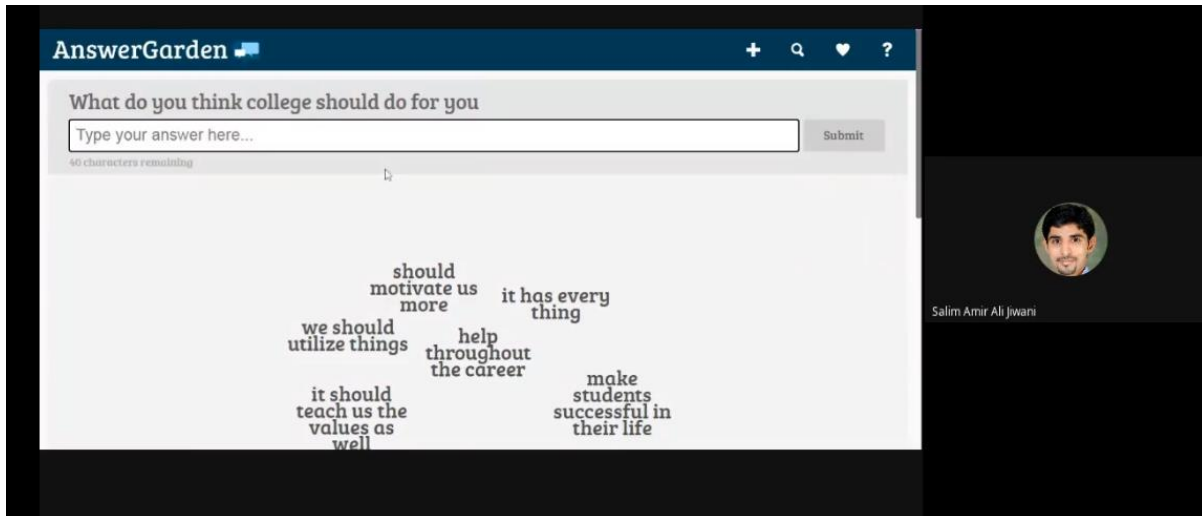 AnswerGarden
What do you think college should do for you
Type your answer here...
Submit
40 characters remaining
should
motivate us
more
it has every
thing
we should
utilize things
help
throughout
the career
it should
teach us the
values as
well
make
students
successful in
their life
Salim Amir Ali Jiwani